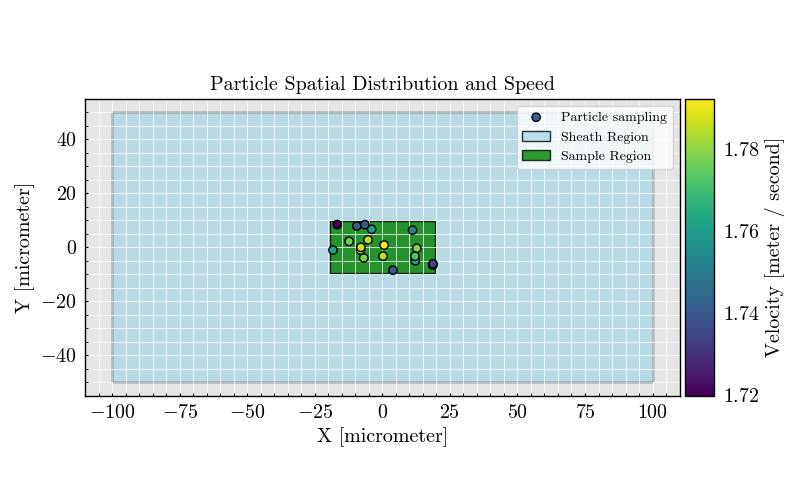 Particle Spatial Distribution and Speed
Particle sampling
Sheath Region
Sample Region
40
20
0
−20
−40
Y [micrometer]
−100 −75 −50 −25 0 25 50 75 100
X [micrometer]
1.78
1.76
1.74
1.72
Velocity [meter / second]